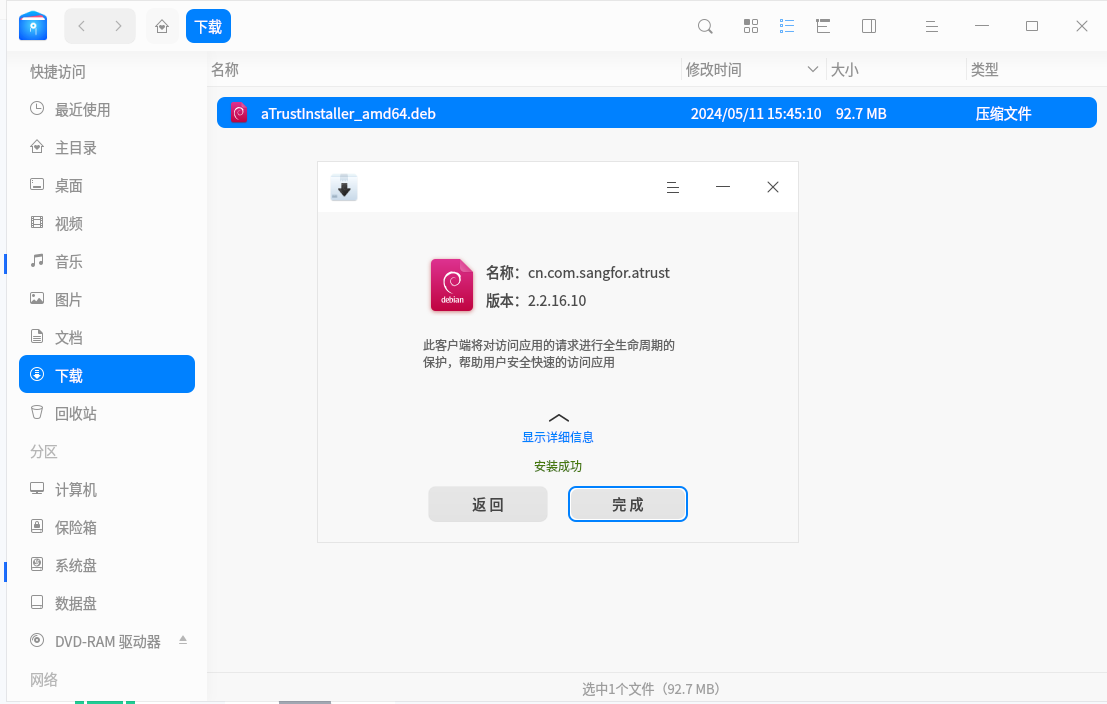 下载
快捷访问
名称
修改时间
大小
类型
最近使用
aTrustInstaller_amd64.deb
2024/05/11 15:45:10
92.7 MB
压缩文件
主目录
桌面
视频
音乐
图片
文档
下载
回收站
分区
计算机
保险箱
系统盘
数据盘
DVD-RAM 驱动器
网络
debian
名称：cn.com.sangfor.atrust
版本：2.2.16.10
此客户端将对访问应用的请求进行全生命周期的
保护，帮助用户安全快速的访问应用
显示详细信息
安装成功
返回
完成
选中1个文件（92.7 MB）